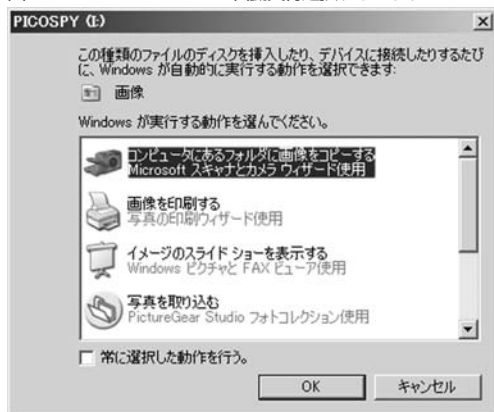 PICOSPY (E:)
この種類のファイルのディスクを挿入したり、デバイスに接続したりするたび
に、Windows が自動的に実行する動作を選択できます:
画像
Windows が実行する動作を選んでください。
コンピュータにあるフォルダに画像をコピーする
Microsoft スキャナとカメラ ウィザード使用
画像を印刷する
写真の印刷ウィザード使用
イメージのスライド ショーを表示する
Windows ピクチャと FAX ビューア使用
写真を取り込む
PictureGear Studio フォトコレクション使用
常に選択した動作を行う。
OK
キャンセル